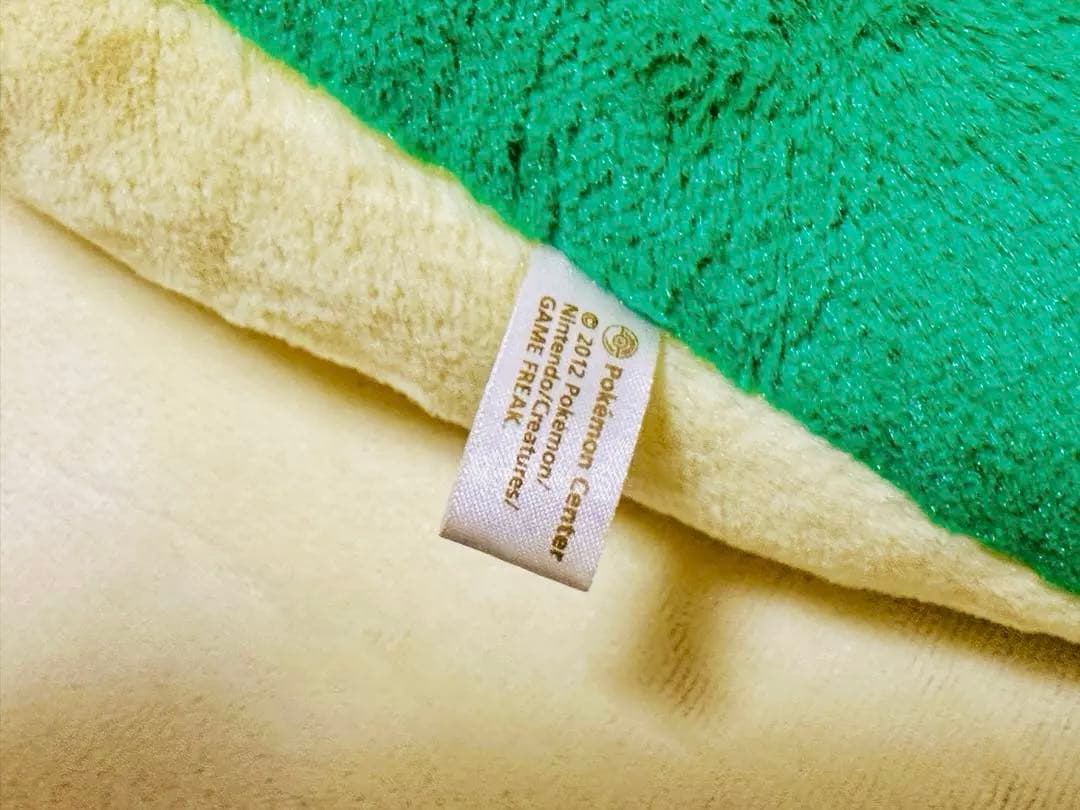 Pokémon Center
© 2012 Pokémon/
Nintendo/Creatures/
GAME FREAK.